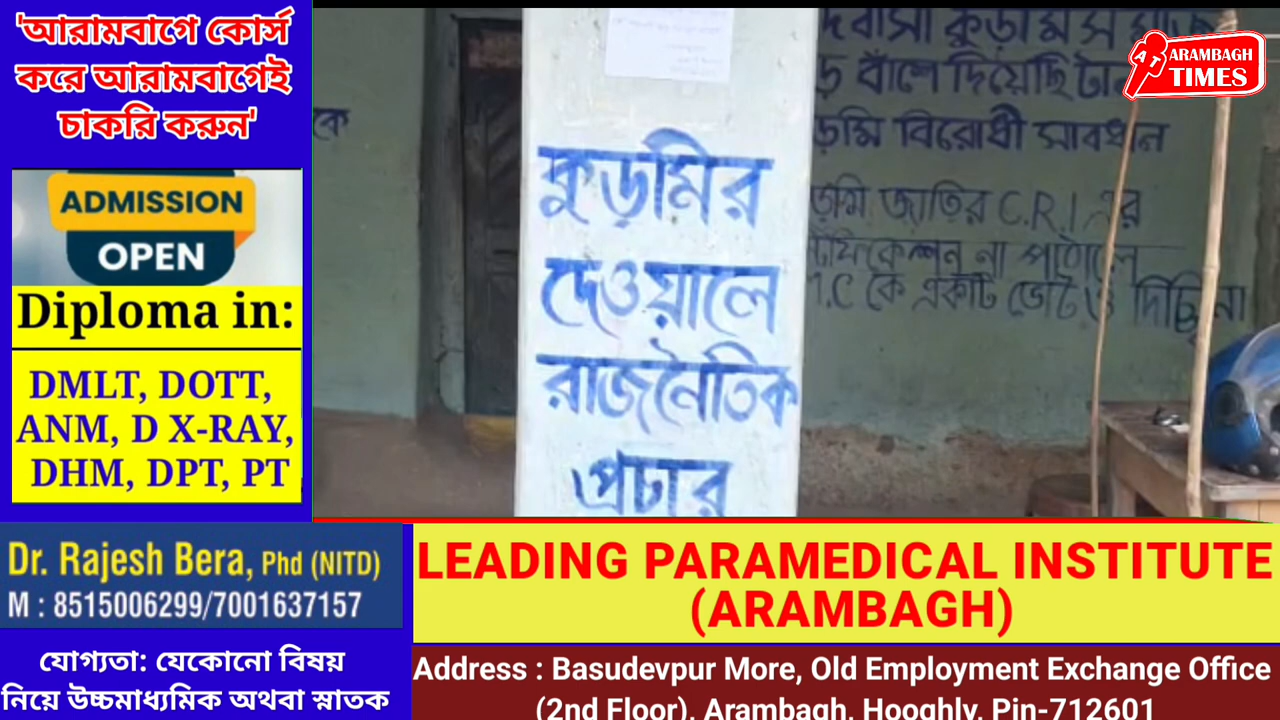 'আরামবাগে কোর্স
করে আরামবাগেই
চাকরি করুন'
ADMISSION
OPEN
Diploma in:
DMLT, DOTT,
ANM, D X-RAY,
DHM, DPT, PT
Dr. Rajesh Bera, Phd (NITD)
M : 8515006299/7001637157
যোগ্যতা: যেকোনো বিষয়
নিয়ে উচ্চমাধ্যমিক অথবা স্নাতক
কে
কুড়মির
দেওয়ালে
রাজনৈতিক
প্রচার
কুড়মি
বাঁশ দিয়েছি
বিরোধী সাবধান
জাতির C.R.I এর
না পাঠালে
কে একটি ভোট ও দিচ্ছি না
AT
ARAMBAGH
TIMES
LEADING PARAMEDICAL INSTITUTE
(ARAMBAGH)
Address : Basudevpur More, Old Employment Exchange Office
(2nd Floor), Arambagh, Hooghly, Pin-712601